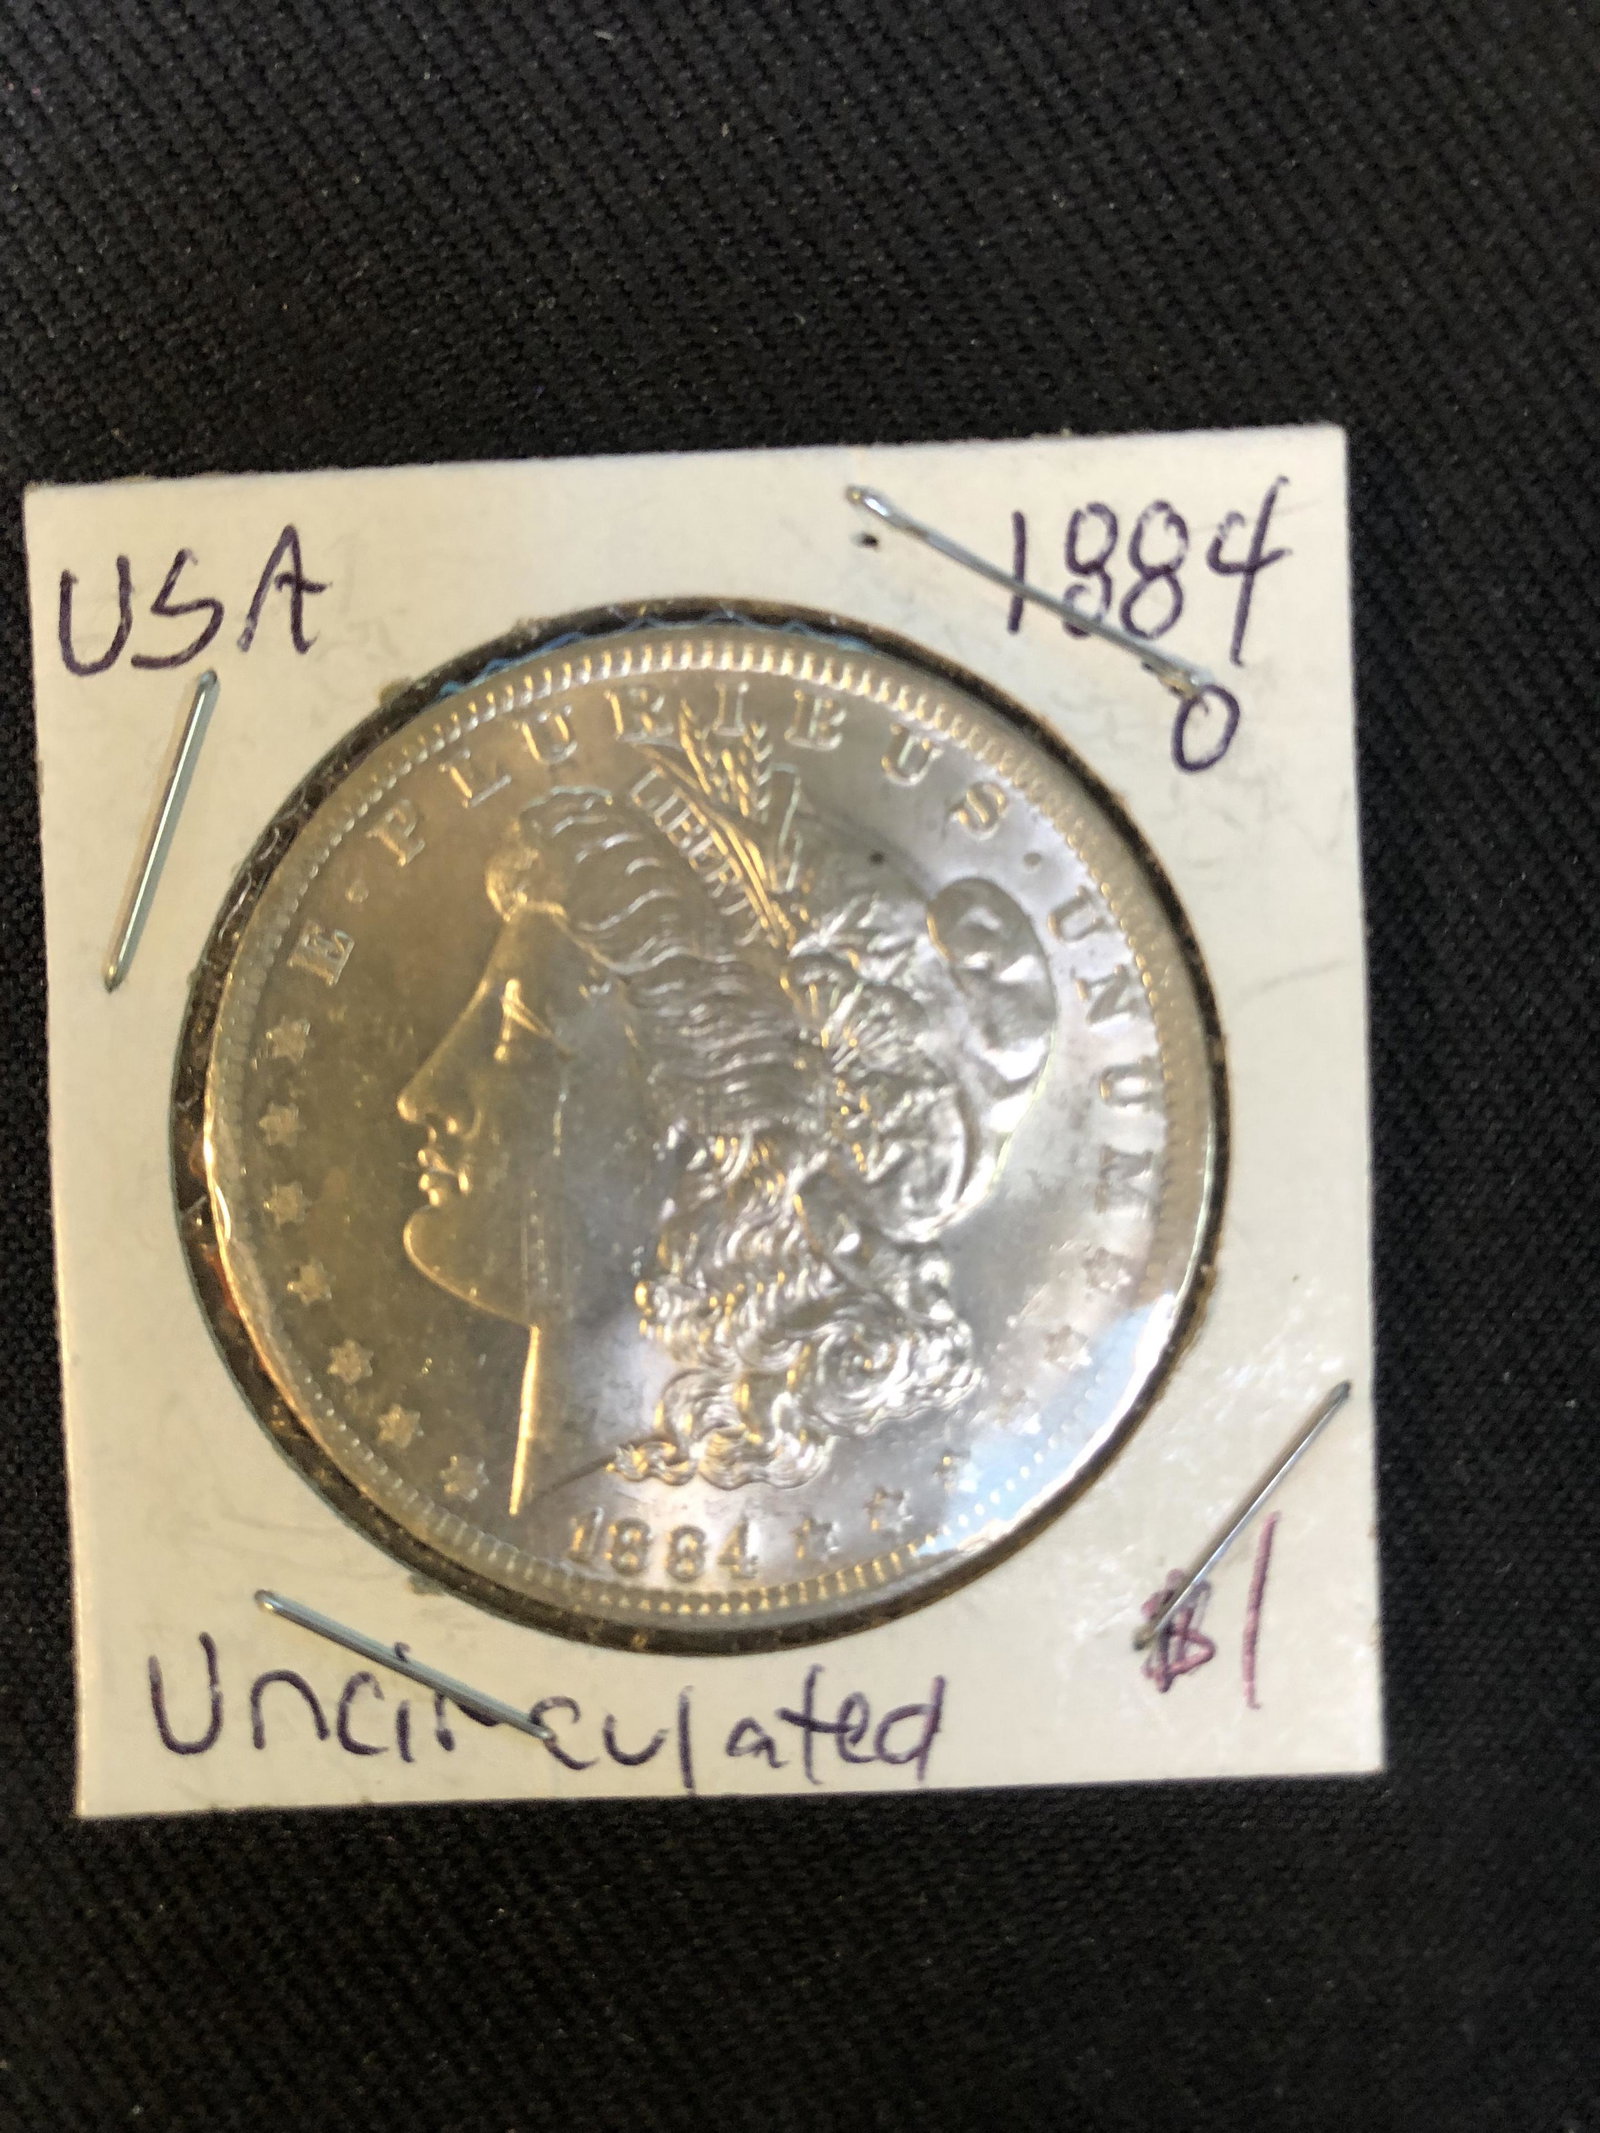 USA
1884
O
E · PLURIBUS · UNUM
LIBERTY
1884
$1
Uncirculated